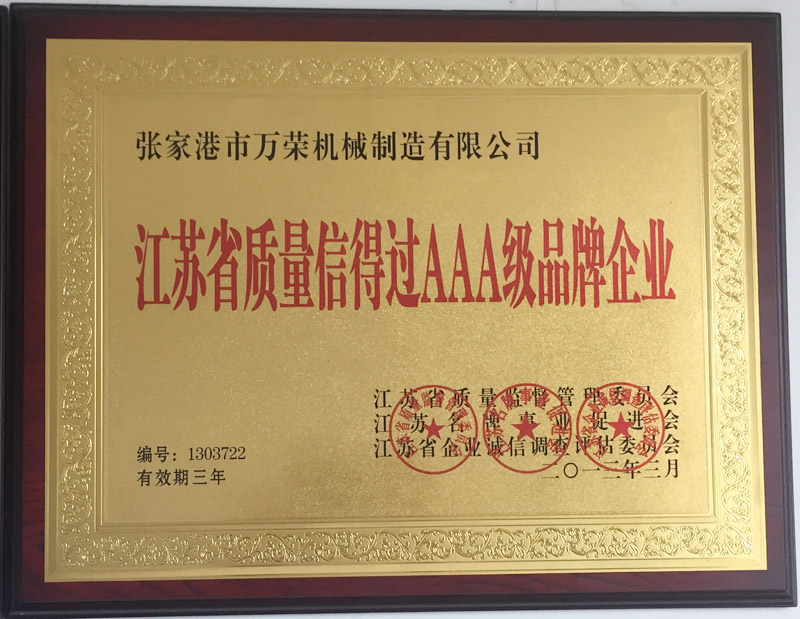 张家港市万荣机械制造有限公司
江苏省质量信得过AAA级品牌企业
江苏省质量监督管理委员会
江苏名牌事业促进会
江苏省企业诚信调查评估委员会
二〇一三年三月
编号：1303722
有效期三年